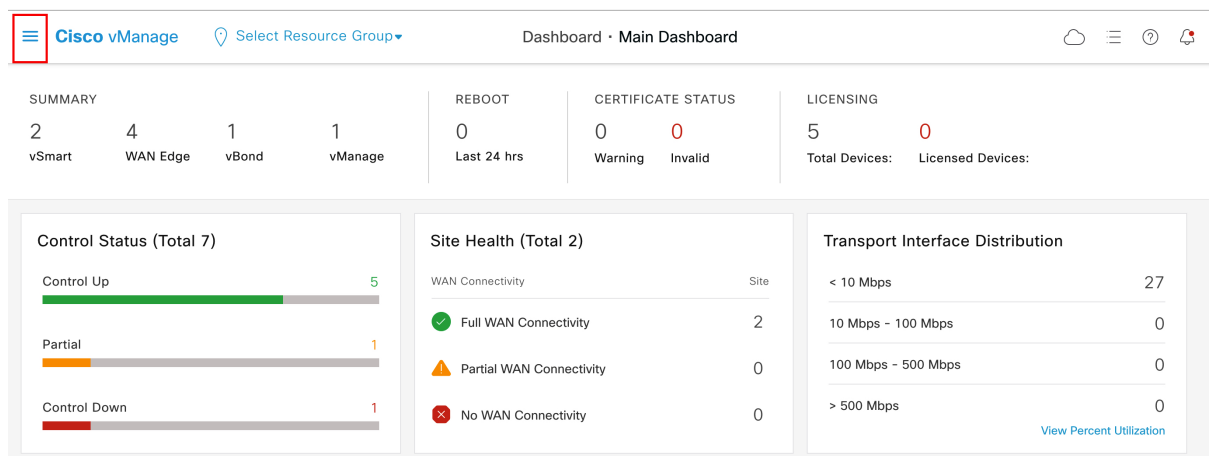 Cisco vManage
Select Resource Group▾
Dashboard · Main Dashboard
SUMMARY
2 4 1 1
vSmart WAN Edge vBond vManage
REBOOT
0
Last 24 hrs
CERTIFICATE STATUS
0 0
Warning Invalid
LICENSING
5 0
Total Devices: Licensed Devices:
Control Status (Total 7)
Control Up 5
Partial 1
Control Down 1
Site Health (Total 2)
WAN Connectivity Site
Full WAN Connectivity 2
Partial WAN Connectivity 0
No WAN Connectivity 0
Transport Interface Distribution
< 10 Mbps 27
10 Mbps - 100 Mbps 0
100 Mbps - 500 Mbps 0
> 500 Mbps 0
View Percent Utilization